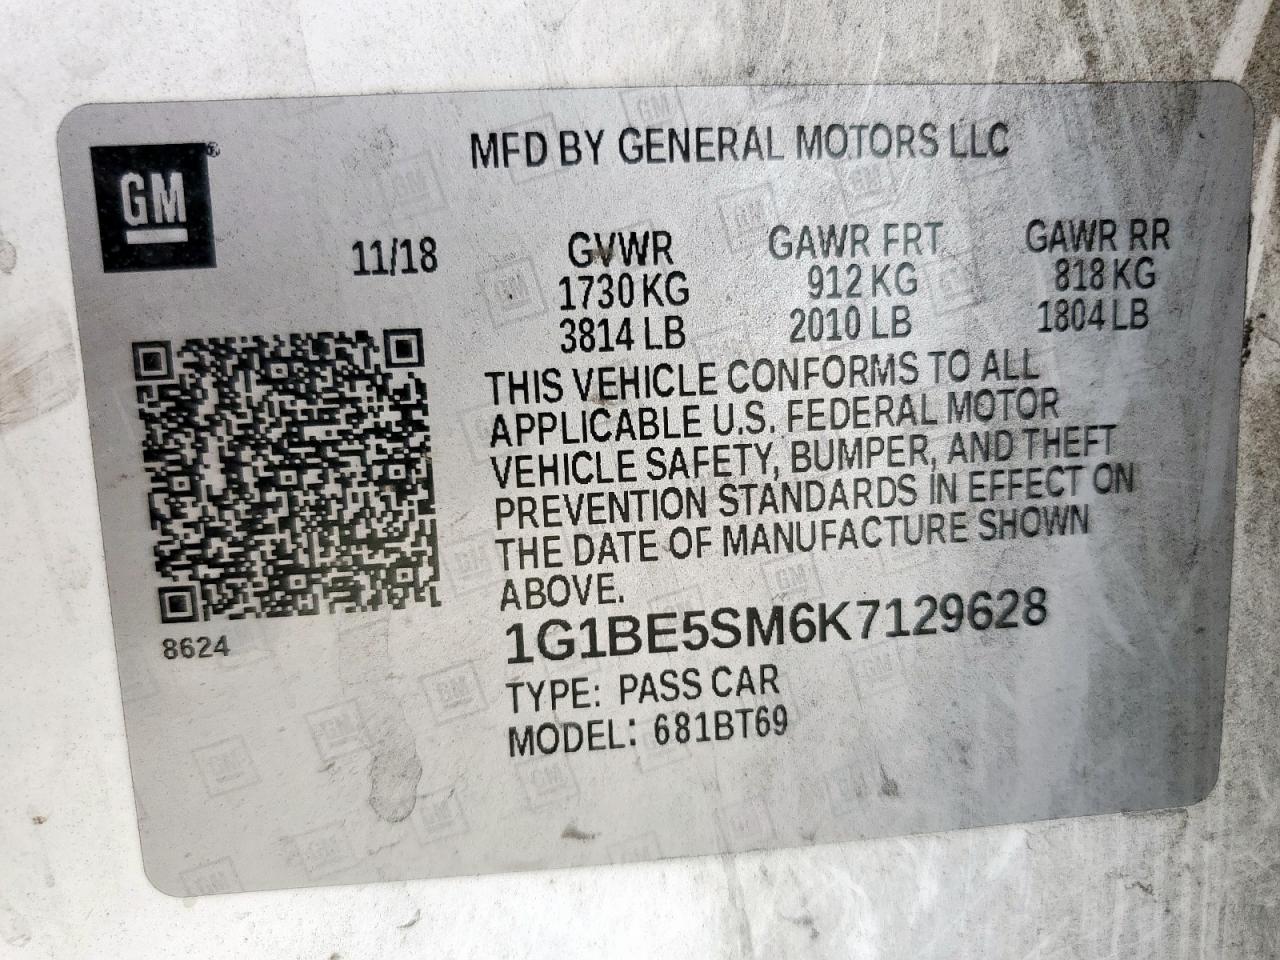 MFD BY GENERAL MOTORS LLC
GM®
11/18
GVWR GAWR FRT GAWR RR
1730 KG 912 KG 818 KG
3814 LB 2010 LB 1804 LB
THIS VEHICLE CONFORMS TO ALL
APPLICABLE U.S. FEDERAL MOTOR
VEHICLE SAFETY, BUMPER, AND THEFT
PREVENTION STANDARDS IN EFFECT ON
THE DATE OF MANUFACTURE SHOWN
ABOVE.
8624
1G1BE5SM6K7129628
TYPE: PASS CAR
MODEL: 681BT69